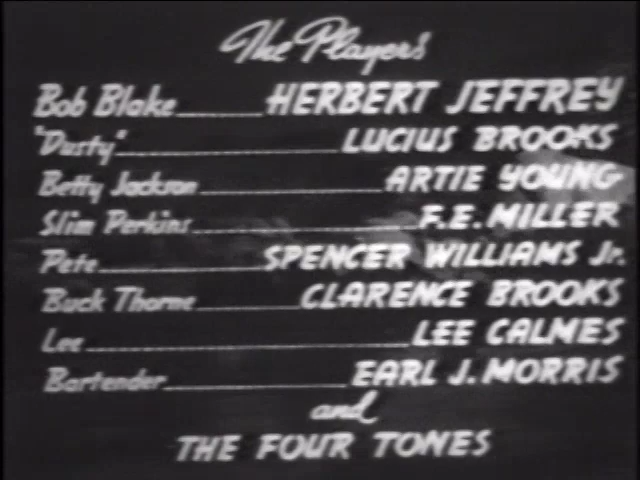 The Players
Bob Blake HERBERT JEFFREY
"Dusty" LUCIUS BROOKS
Betty Jackson ARTIE YOUNG
Slim Perkins F.E. MILLER
Pete SPENCER WILLIAMS Jr.
Buck Thorne CLARENCE BROOKS
Lee LEE CALMES
Bartender EARL J. MORRIS
and
THE FOUR TONES